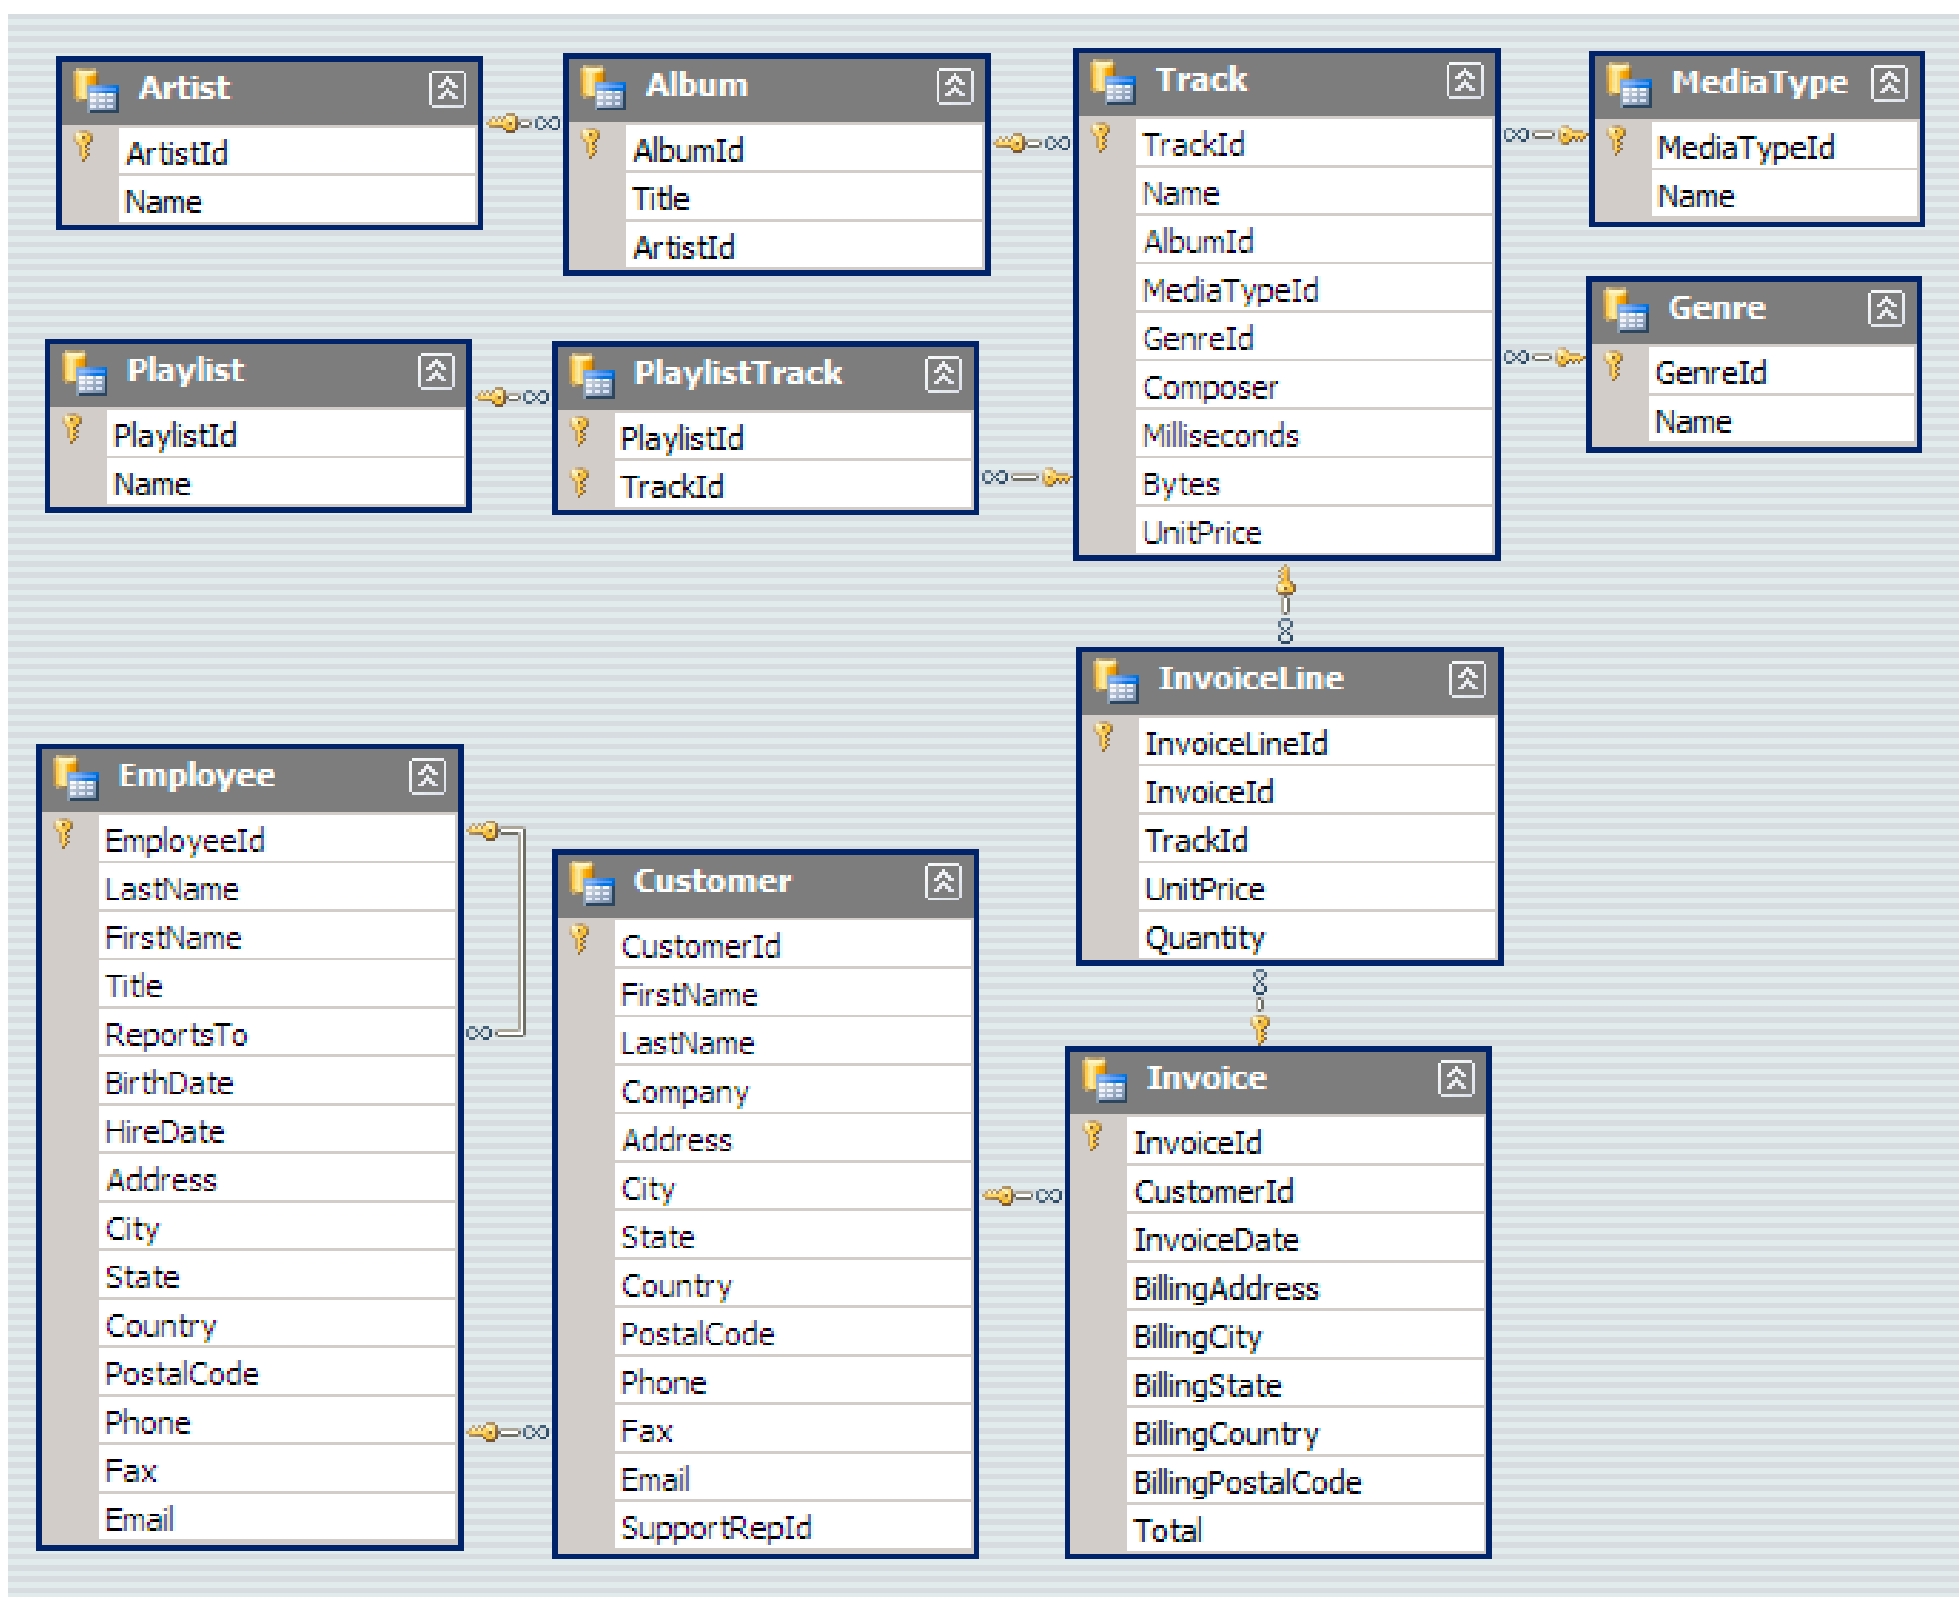 Artist
ArtistId
Name
Album
AlbumId
Title
ArtistId
Track
TrackId
Name
AlbumId
MediaTypeId
GenreId
Composer
Milliseconds
Bytes
UnitPrice
MediaType
MediaTypeId
Name
Genre
GenreId
Name
Playlist
PlaylistId
Name
PlaylistTrack
PlaylistId
TrackId
InvoiceLine
InvoiceLineId
InvoiceId
TrackId
UnitPrice
Quantity
Employee
EmployeeId
LastName
FirstName
Title
ReportsTo
BirthDate
HireDate
Address
City
State
Country
PostalCode
Phone
Fax
Email
Customer
CustomerId
FirstName
LastName
Company
Address
City
State
Country
PostalCode
Phone
Fax
Email
SupportRepId
Invoice
InvoiceId
CustomerId
InvoiceDate
BillingAddress
BillingCity
BillingState
BillingCountry
BillingPostalCode
Total